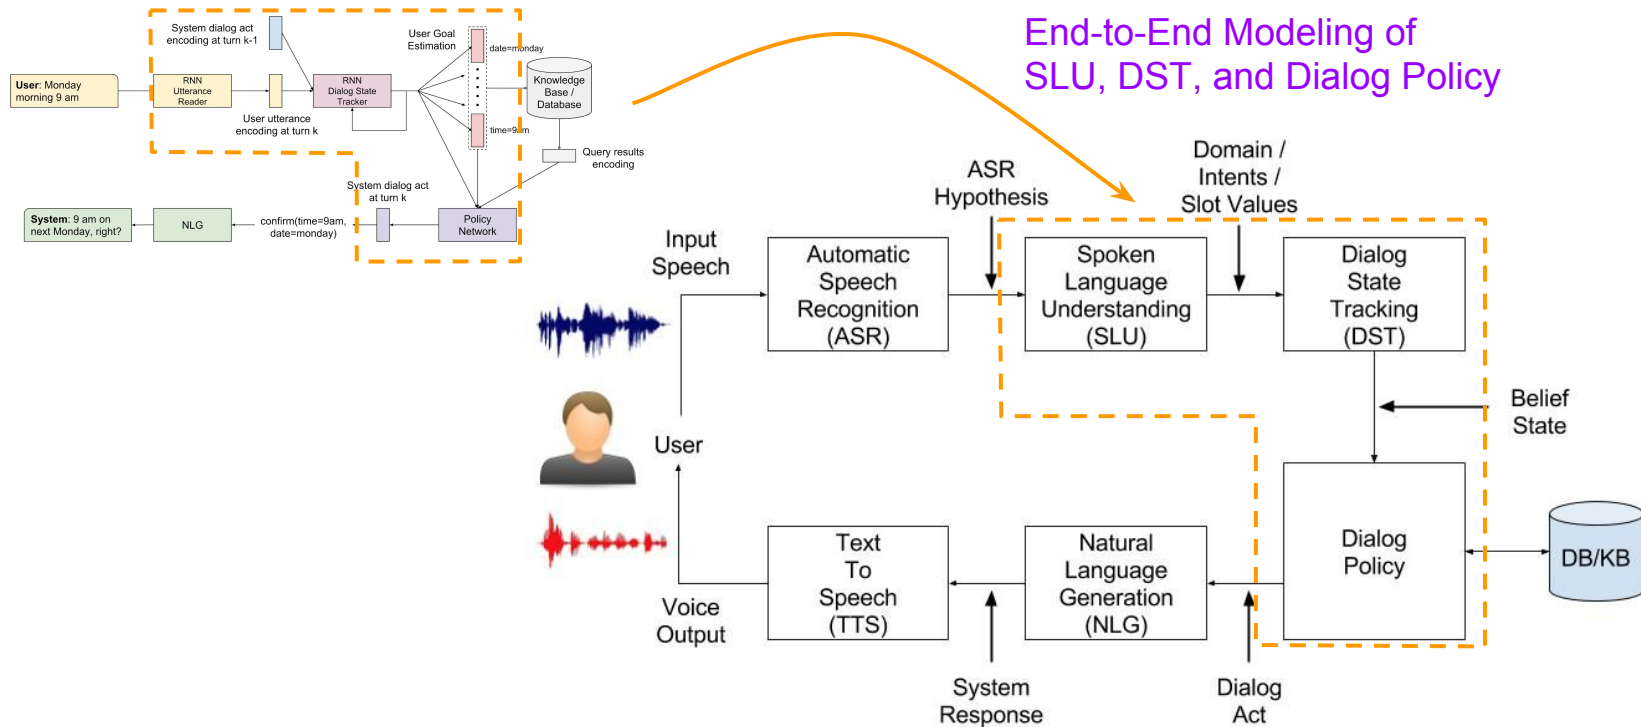 End-to-End Modeling of
SLU, DST, and Dialog Policy
System dialog act
encoding at turn k-1
User Goal
Estimation
date=monday
User: Monday
morning 9 am
RNN
Utterance
Reader
RNN
Dialog State
Tracker
Knowledge
Base /
Database
User utterance
encoding at turn k
time=9am
Query results
encoding
System dialog act
at turn k
System: 9 am on
next Monday, right?
NLG
confirm(time=9am,
date=monday)
Policy
Network
ASR
Hypothesis
Domain /
Intents /
Slot Values
Input
Speech
Automatic
Speech
Recognition
(ASR)
Spoken
Language
Understanding
(SLU)
Dialog
State
Tracking
(DST)
Belief
State
User
Text
To
Speech
(TTS)
Natural
Language
Generation
(NLG)
Dialog
Policy
DB/KB
Voice
Output
System
Response
Dialog
Act